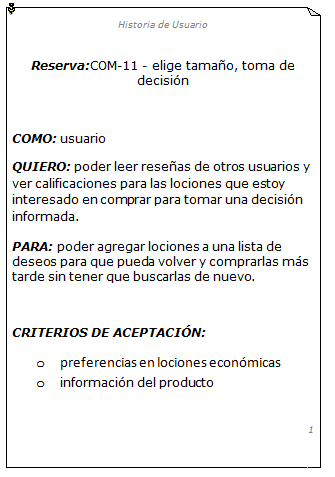 Historia de Usuario
Reserva:COM-11 - elige tamaño, toma de
decisión
COMO: usuario
QUIERO: poder leer reseñas de otros usuarios y
ver calificaciones para las lociones que estoy
interesado en comprar para tomar una decisión
informada.
PARA: poder agregar lociones a una lista de
deseos para que pueda volver y comprarlas más
tarde sin tener que buscarlas de nuevo.
CRITERIOS DE ACEPTACIÓN:
o preferencias en lociones económicas
o información del producto
1